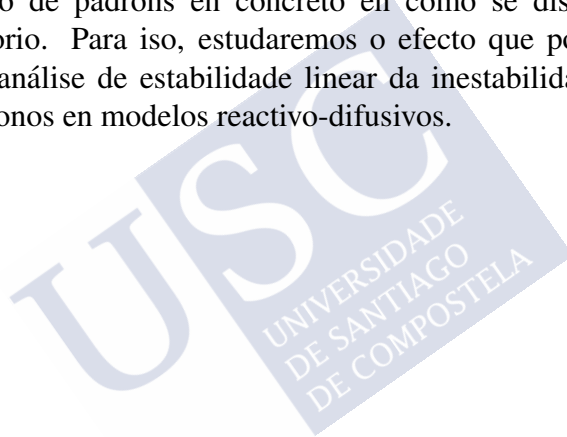 o de padróns en concreto en como se dis
orio. Para iso, estudaremos o efecto que po
análise de estabilidade linear da inestabilida
onos en modelos reactivo-difusivos.
USC
UNIVERSIDADE
DE SANTIAGO
DE COMPOSTELA